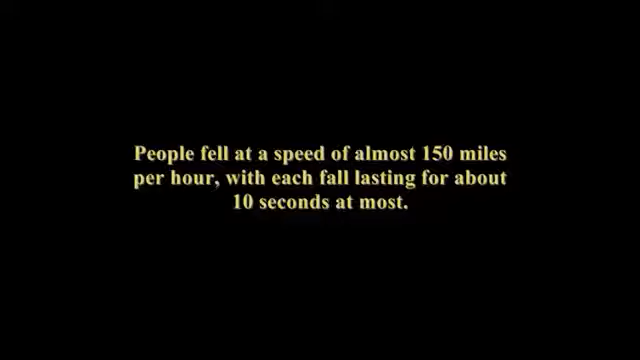 People fell at a speed of almost 150 miles
per hour, with each fall lasting for about
10 seconds at most.